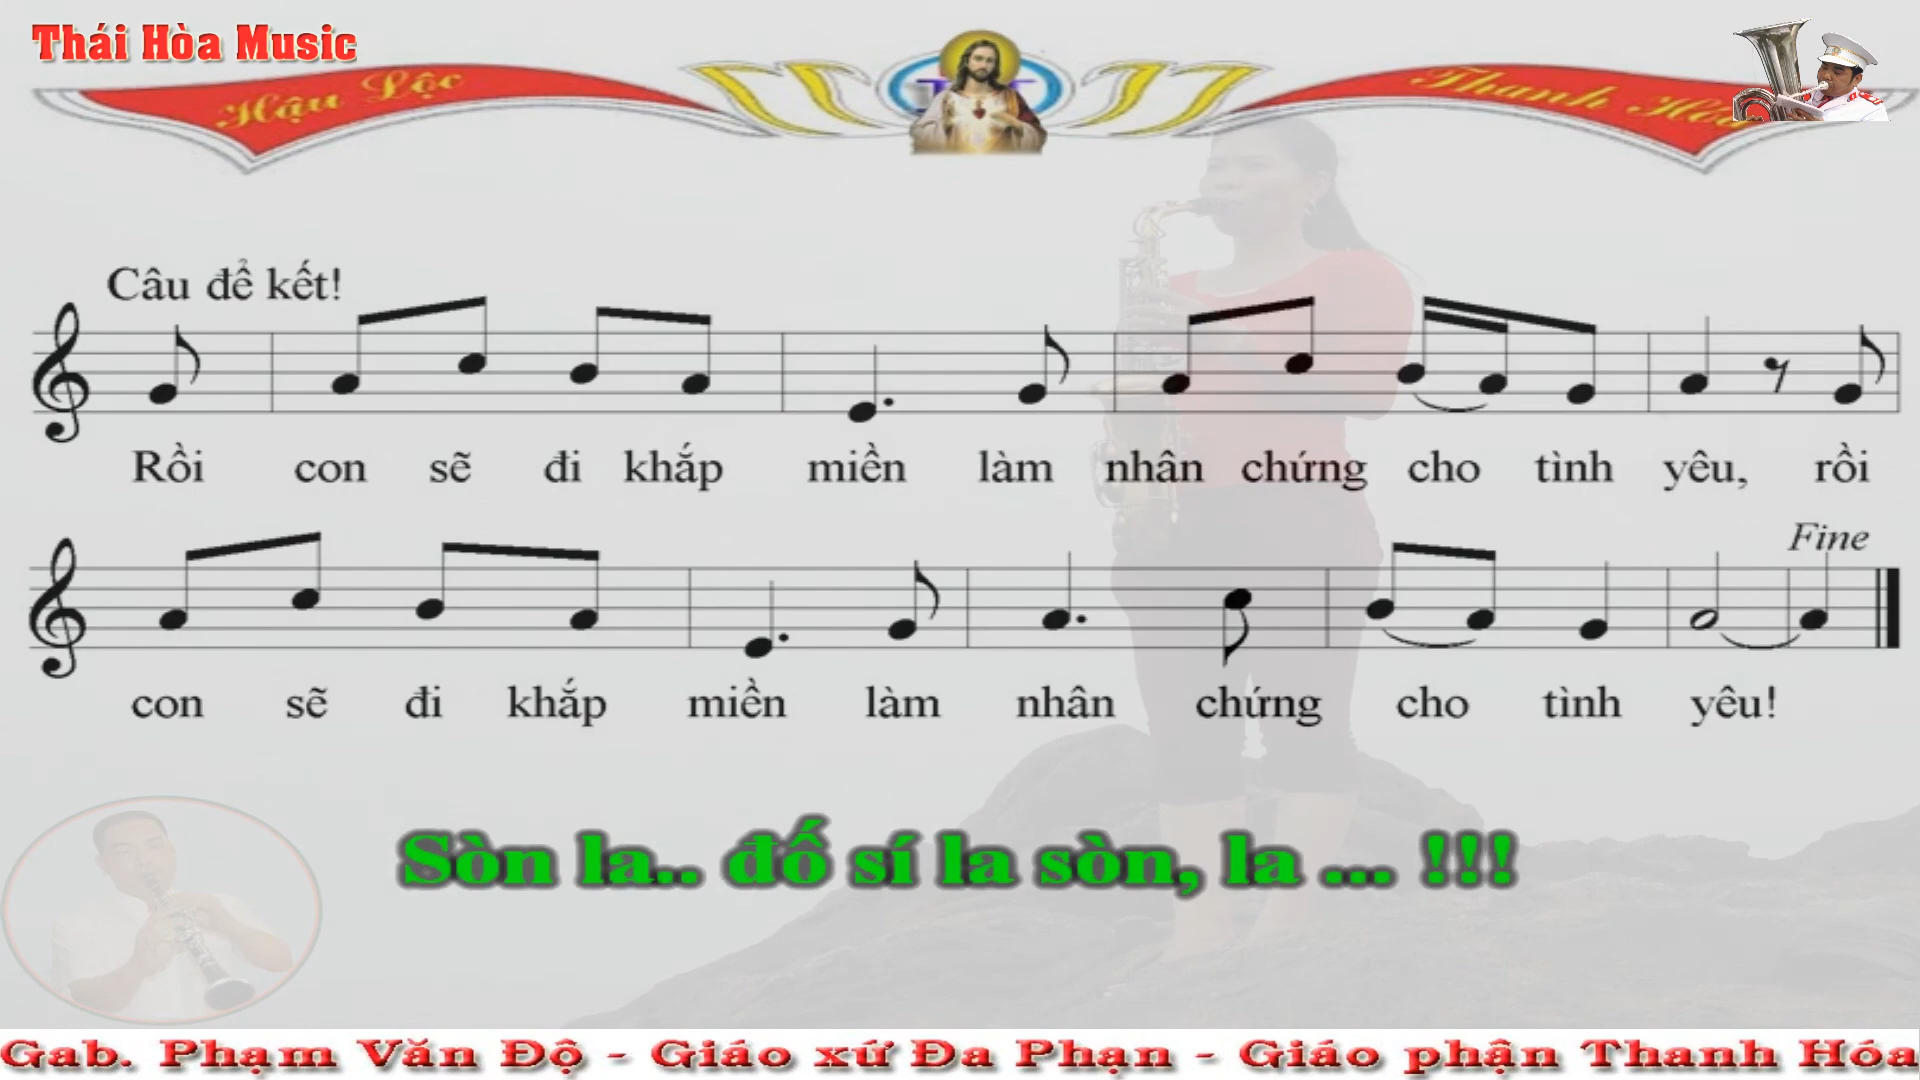 Thái Hòa Music
Hậu Lộc
Thanh Hóa
Câu để kết!
Rồi con sẽ đi khắp miền làm nhân chứng cho tình yêu, rồi
Fine
con sẽ đi khắp miền làm nhân chứng cho tình yêu!
Sòn la.. đố sí la sòn, la ... !!!
Gab. Phạm Văn Độ - Giáo xứ Đa Phạn - Giáo phận Thanh Hóa